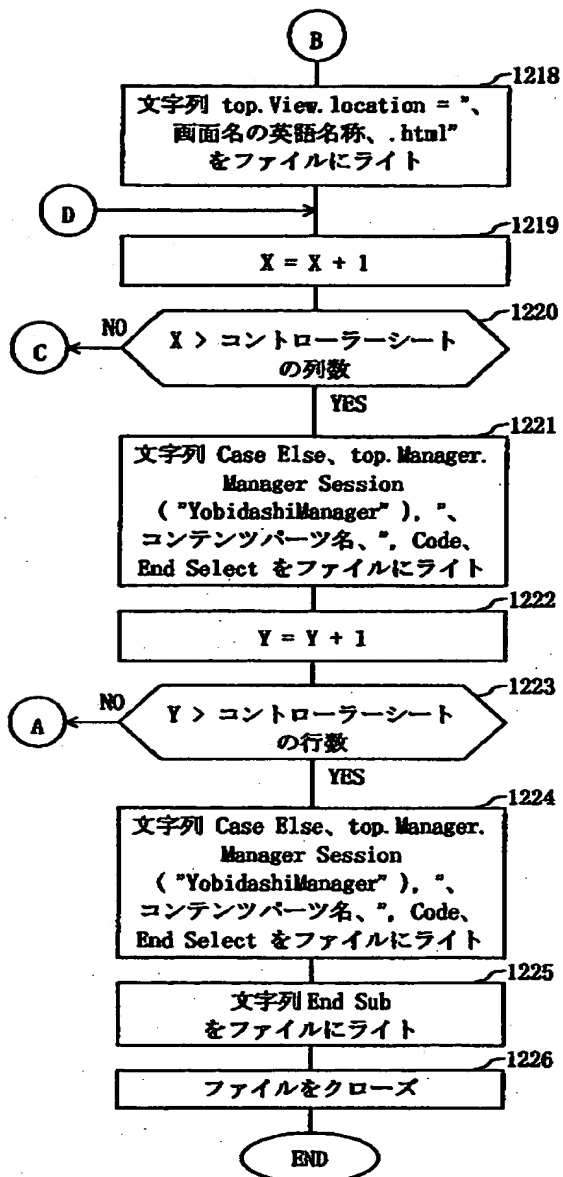 B
1218
文字列 top.View.location = "、
画面名の英語名称、.html"
をファイルにライト
D
1219
X = X + 1
1220
NO
C
X > コントローラーシート
の列数
YES
1221
文字列 Case Else、top.Manager.
Manager Session
( "YobidashiManager" ), "、
コンテンツパーツ名、", Code、
End Select をファイルにライト
1222
Y = Y + 1
1223
NO
A
Y > コントローラーシート
の行数
YES
1224
文字列 Case Else、top.Manager.
Manager Session
( "YobidashiManager" ), "、
コンテンツパーツ名、", Code、
End Select をファイルにライト
1225
文字列 End Sub
をファイルにライト
1226
ファイルをクローズ
END